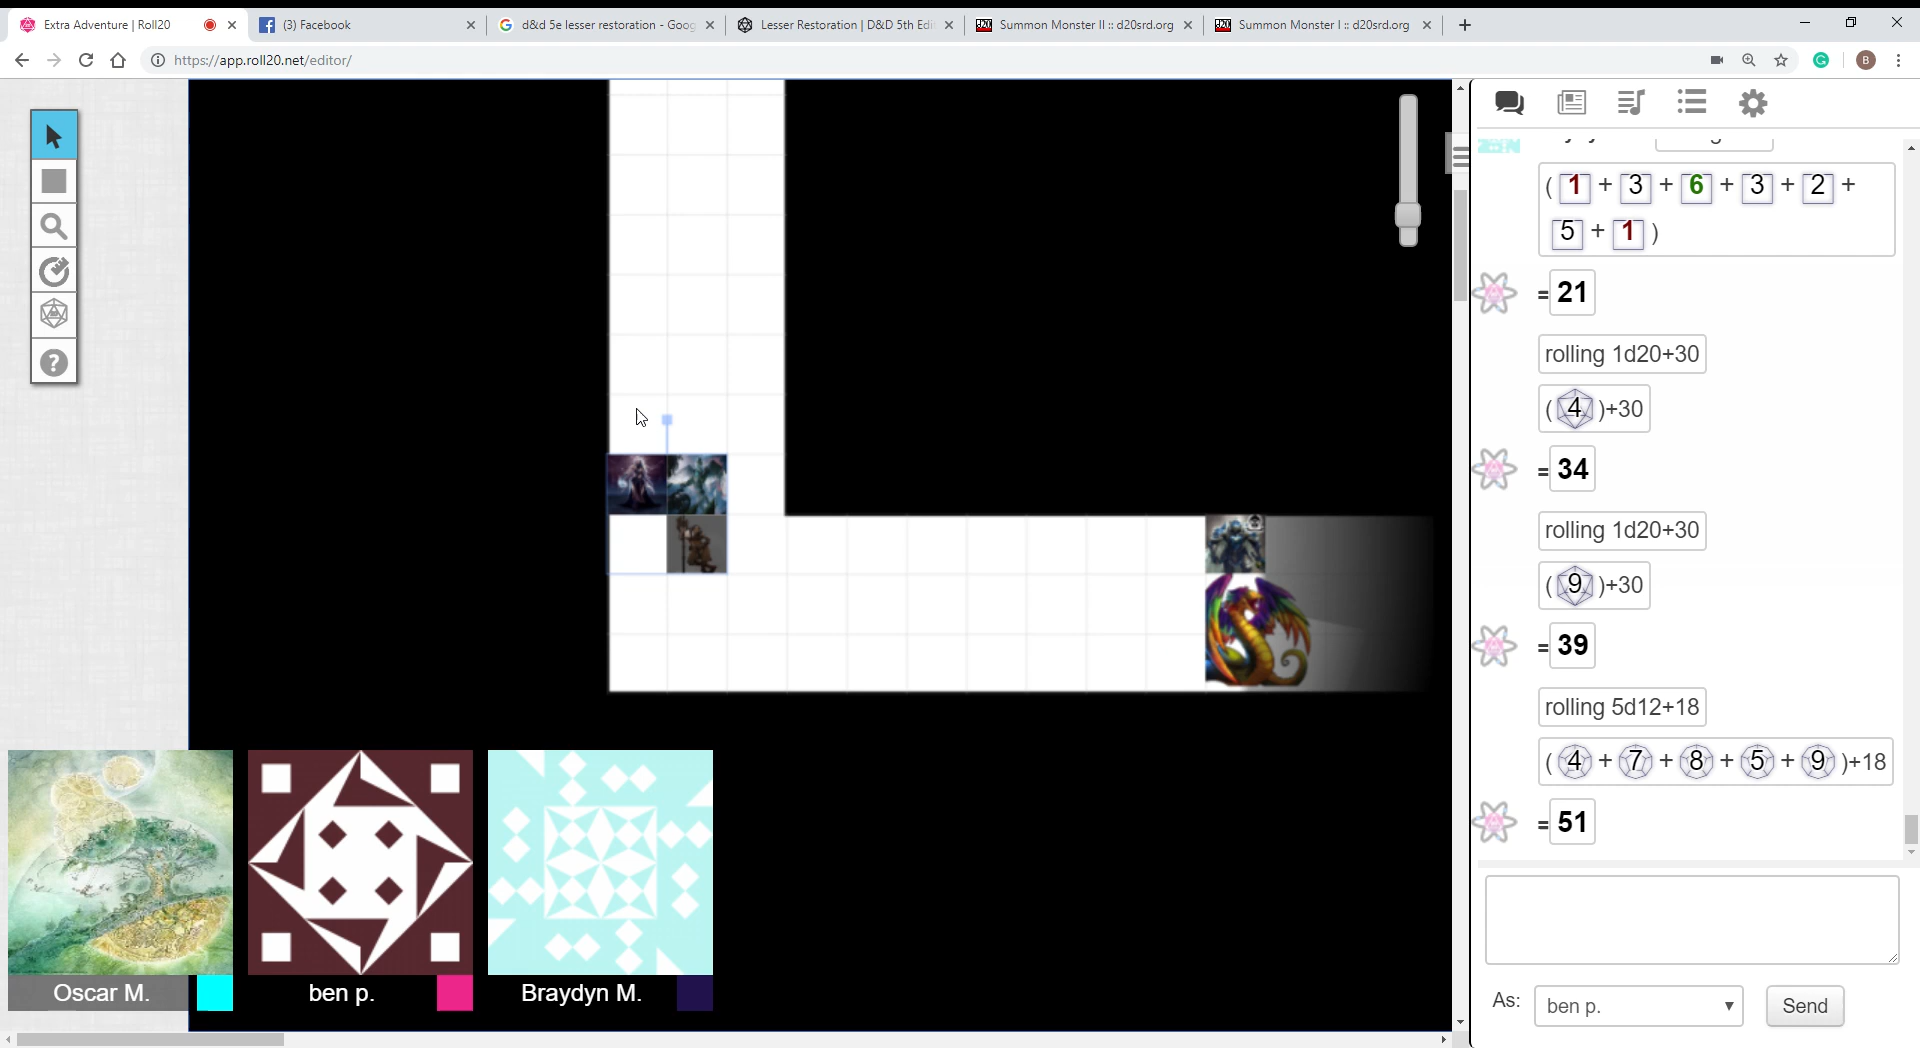 Extra Adventure | Roll20
(3) Facebook
d&d 5e lesser restoration - Goog
Lesser Restoration | D&D 5th Edi
Summon Monster II :: d20srd.org
Summon Monster I :: d20srd.org
https://app.roll20.net/editor/
B
( 1 + 3 + 6 + 3 + 2 +
5 + 1 )
= 21
rolling 1d20+30
( 4 )+30
= 34
rolling 1d20+30
( 9 )+30
= 39
rolling 5d12+18
( 4 + 7 + 8 + 5 + 9 )+18
= 51
Oscar M.
ben p.
Braydyn M.
As:
ben p.
Send